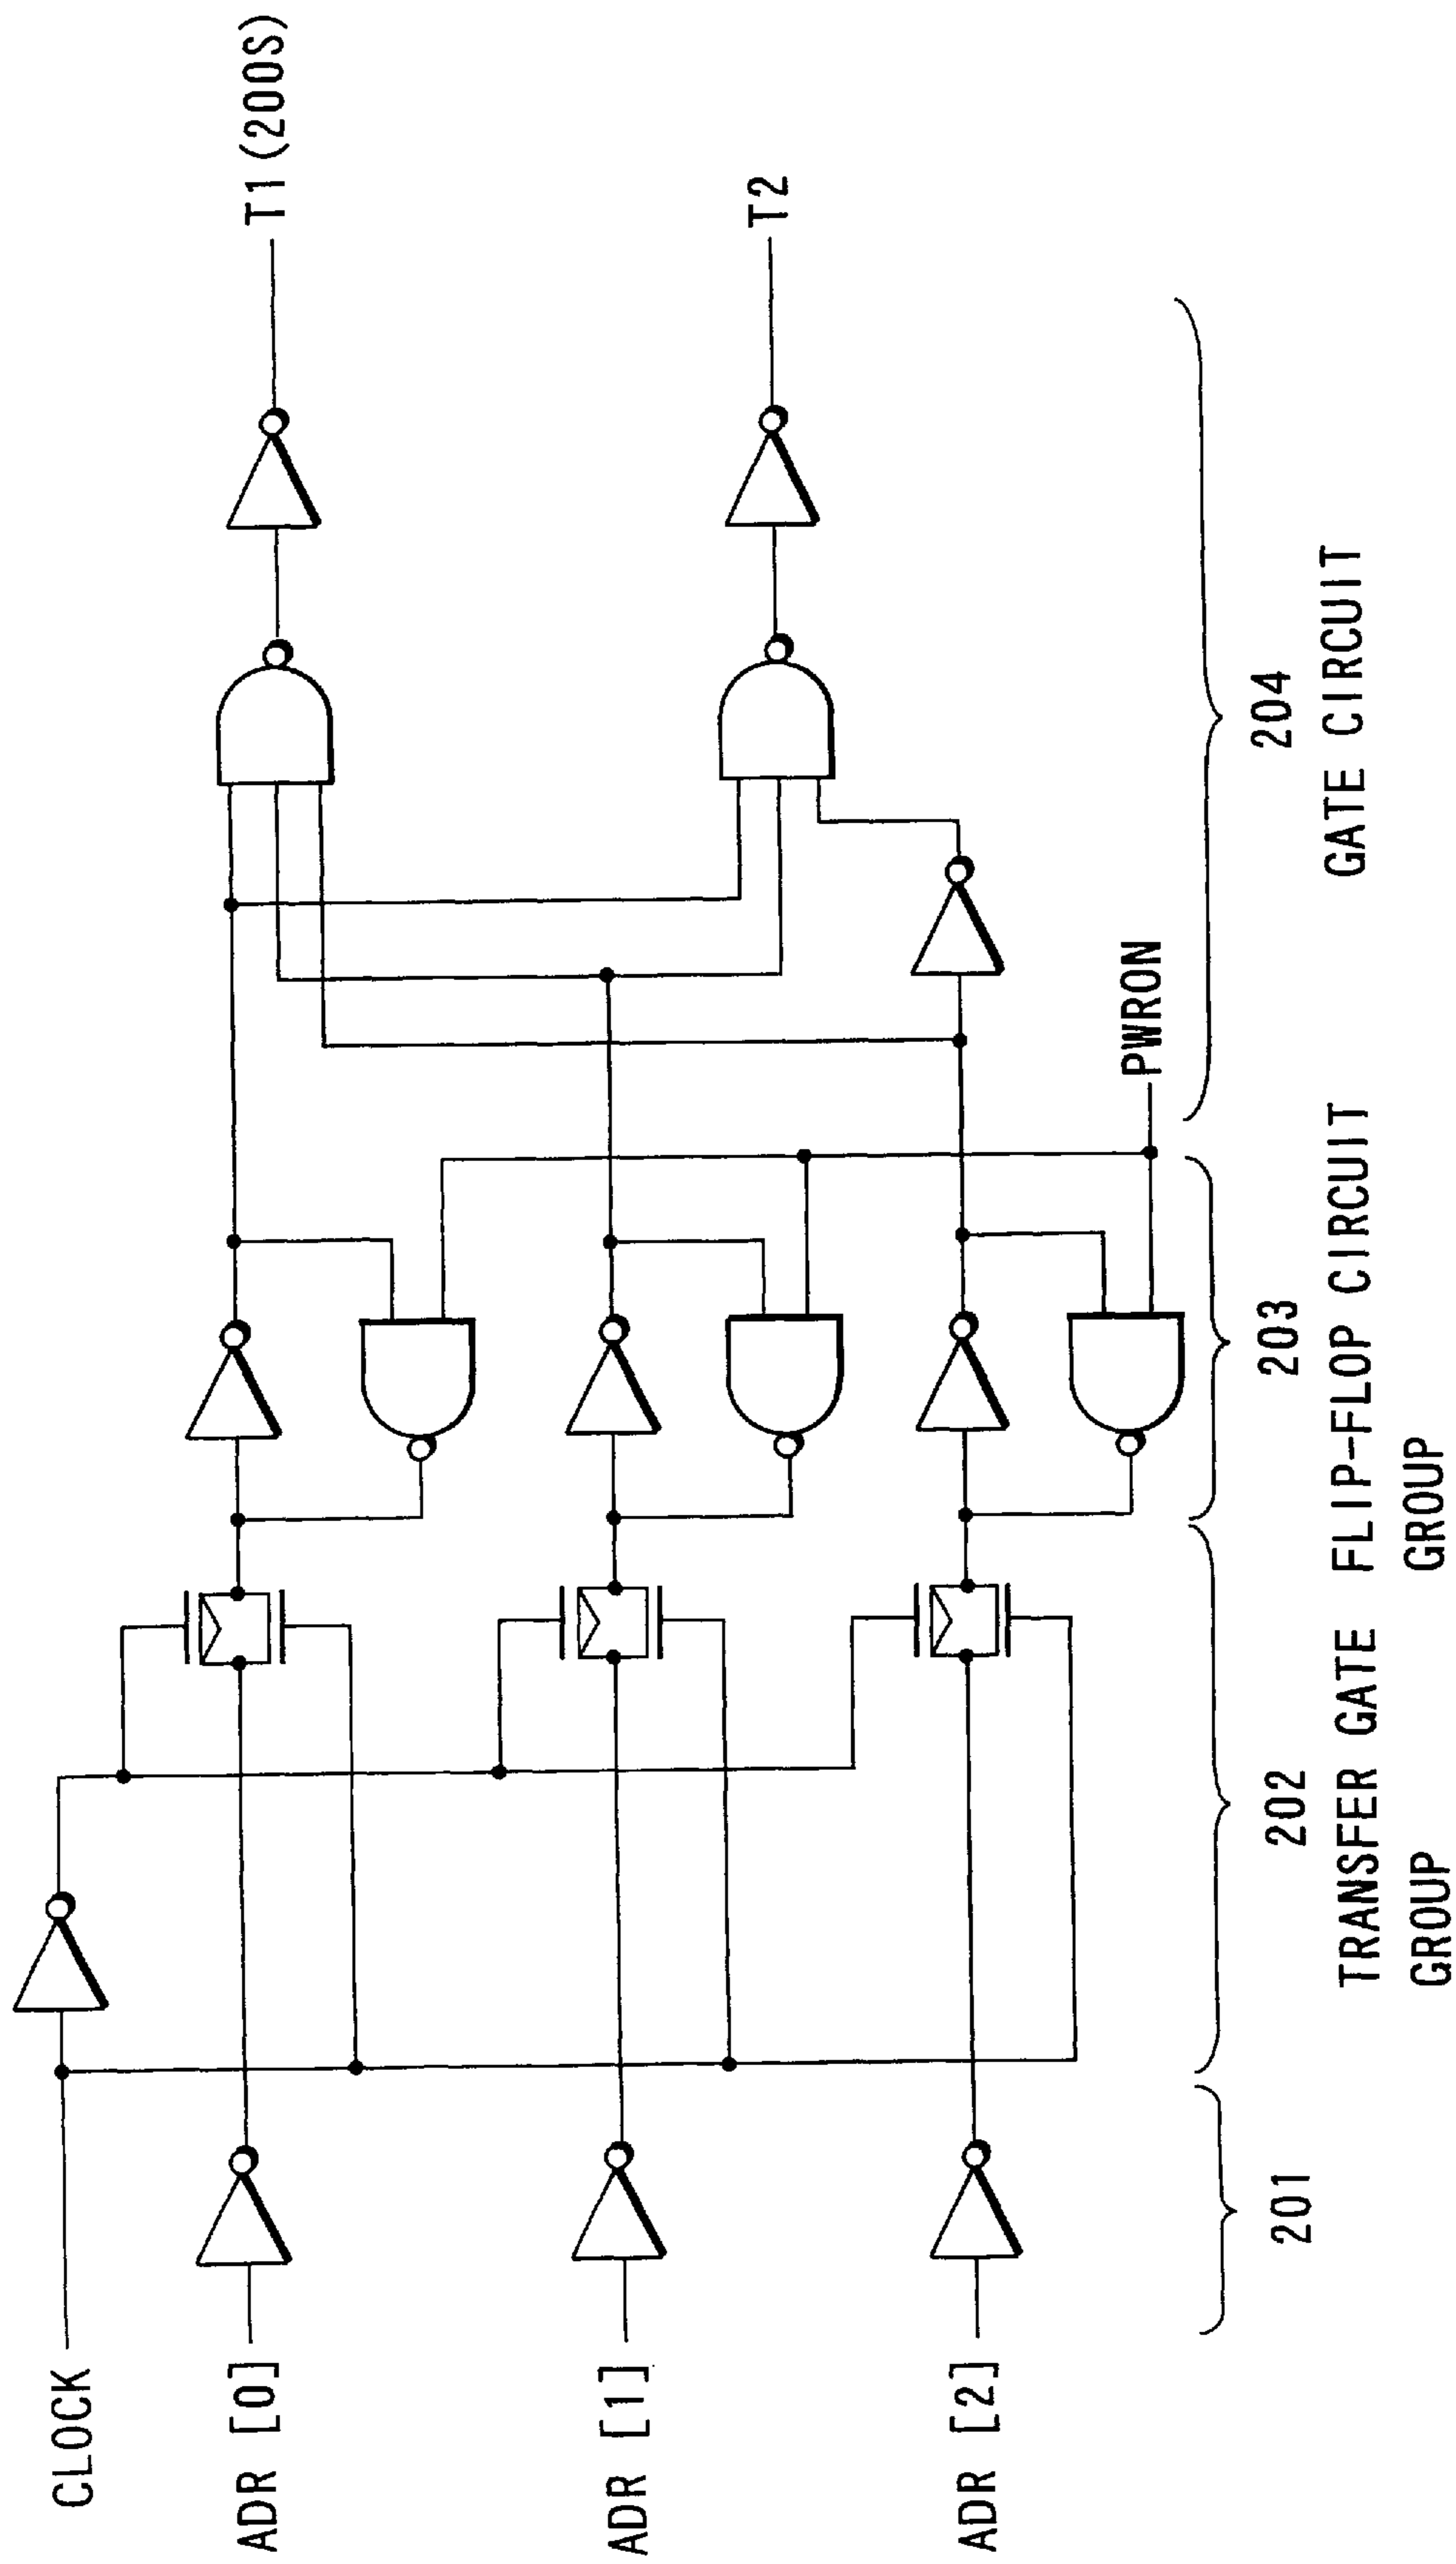 CLOCK
ADR [0]
ADR [1]
ADR [2]
T1 (200S)
T2
PWRON
201
202
TRANSFER GATE
GROUP
203
FLIP-FLOP CIRCUIT
GROUP
204
GATE CIRCUIT